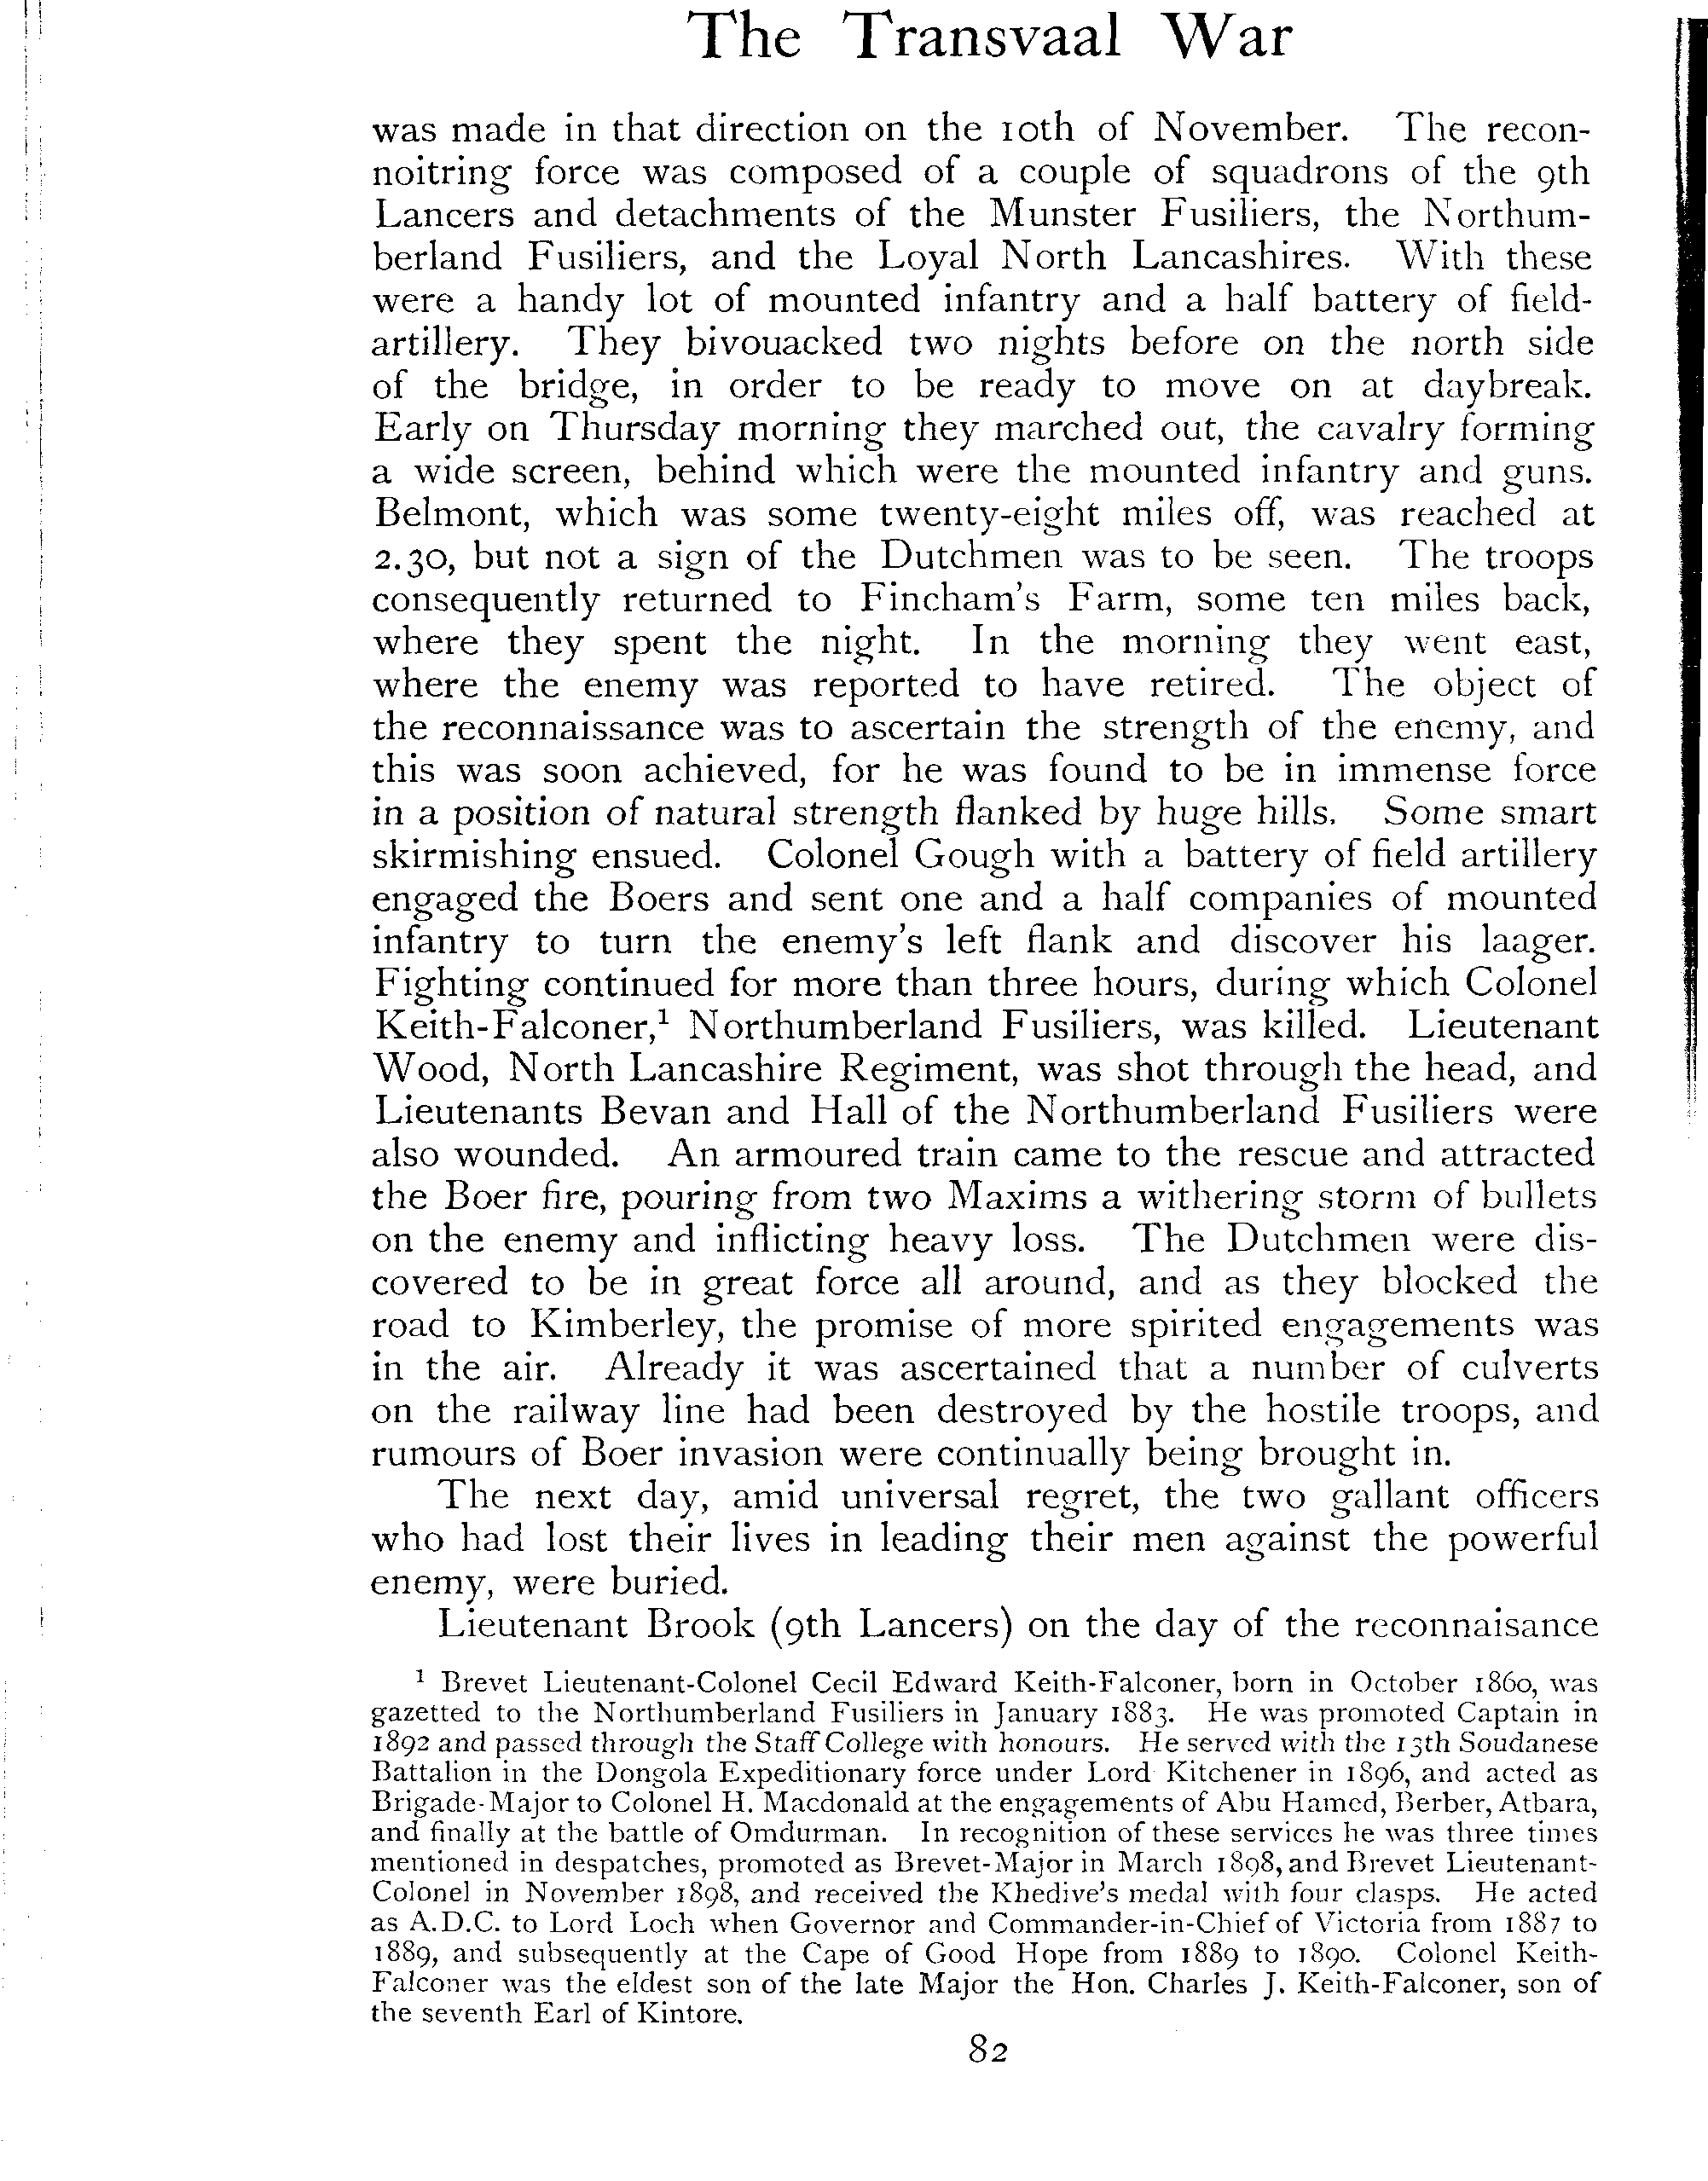 The Transvaal War
was made in that direction on the 10th of November. The recon-
noitring force was composed of a couple of squadrons of the 9th
Lancers and detachments of the Munster Fusiliers, the Northum-
berland Fusiliers, and the Loyal North Lancashires. With these
were a handy lot of mounted infantry and a half battery of field-
artillery. They bivouacked two nights before on the north side
of the bridge, in order to be ready to move on at daybreak.
Early on Thursday morning they marched out, the cavalry forming
a wide screen, behind which were the mounted infantry and guns.
Belmont, which was some twenty-eight miles off, was reached at
2.30, but not a sign of the Dutchmen was to be seen. The troops
consequently returned to Fincham's Farm, some ten miles back,
where they spent the night. In the morning they went east,
where the enemy was reported to have retired. The object of
the reconnaissance was to ascertain the strength of the enemy, and
this was soon achieved, for he was found to be in immense force
in a position of natural strength flanked by huge hills. Some smart
skirmishing ensued. Colonel Gough with a battery of field artillery
engaged the Boers and sent one and a half companies of mounted
infantry to turn the enemy's left flank and discover his laager.
Fighting continued for more than three hours, during which Colonel
Keith-Falconer,¹ Northumberland Fusiliers, was killed. Lieutenant
Wood, North Lancashire Regiment, was shot through the head, and
Lieutenants Bevan and Hall of the Northumberland Fusiliers were
also wounded. An armoured train came to the rescue and attracted
the Boer fire, pouring from two Maxims a withering storm of bullets
on the enemy and inflicting heavy loss. The Dutchmen were dis-
covered to be in great force all around, and as they blocked the
road to Kimberley, the promise of more spirited engagements was
in the air. Already it was ascertained that a number of culverts
on the railway line had been destroyed by the hostile troops, and
rumours of Boer invasion were continually being brought in.
The next day, amid universal regret, the two gallant officers
who had lost their lives in leading their men against the powerful
enemy, were buried.
Lieutenant Brook (9th Lancers) on the day of the reconnaisance
¹ Brevet Lieutenant-Colonel Cecil Edward Keith-Falconer, born in October 1860, was
gazetted to the Northumberland Fusiliers in January 1883. He was promoted Captain in
1892 and passed through the Staff College with honours. He served with the 13th Soudanese
Battalion in the Dongola Expeditionary force under Lord Kitchener in 1896, and acted as
Brigade-Major to Colonel H. Macdonald at the engagements of Abu Hamed, Berber, Atbara,
and finally at the battle of Omdurman. In recognition of these services he was three times
mentioned in despatches, promoted as Brevet-Major in March 1898, and Brevet Lieutenant-
Colonel in November 1898, and received the Khedive's medal with four clasps. He acted
as A.D.C. to Lord Loch when Governor and Commander-in-Chief of Victoria from 1887 to
1889, and subsequently at the Cape of Good Hope from 1889 to 1890. Colonel Keith-
Falconer was the eldest son of the late Major the Hon. Charles J. Keith-Falconer, son of
the seventh Earl of Kintore.
82